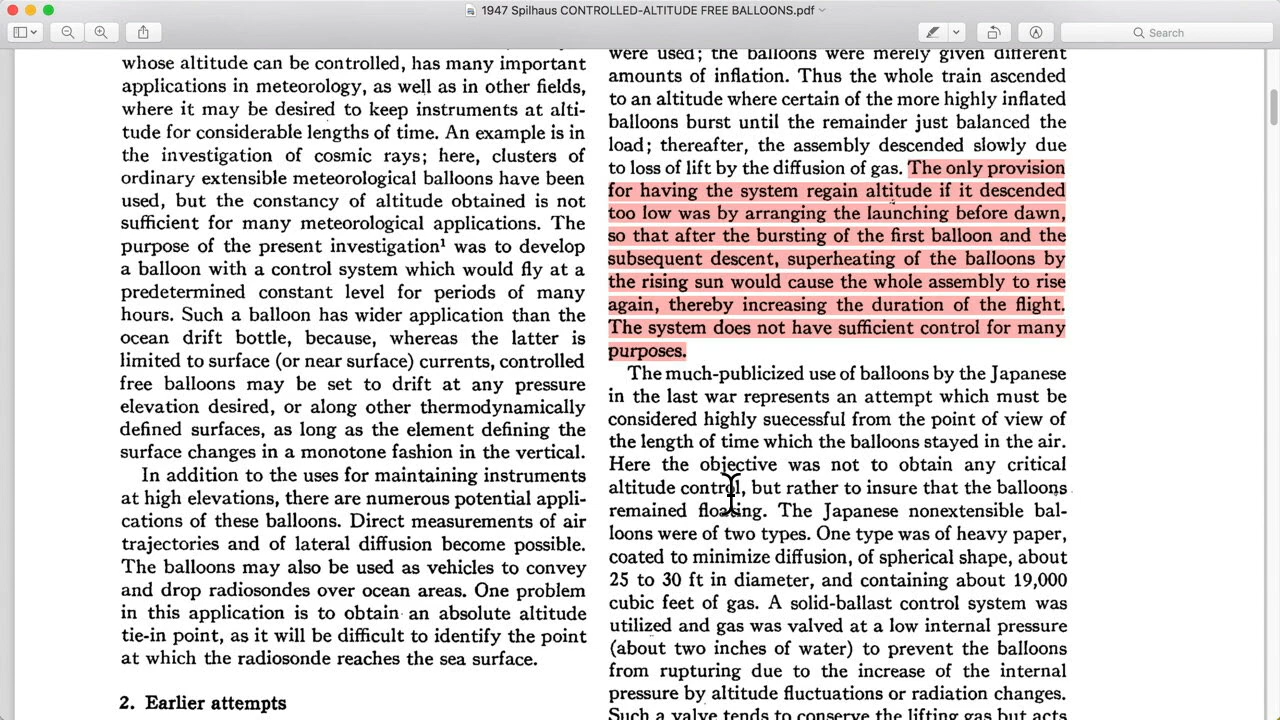 1947 Spilhaus CONTROLLED-ALTITUDE FREE BALLOONS.pdf
Search
whose altitude can be controlled, has many important
applications in meteorology, as well as in other fields,
where it may be desired to keep instruments at alti-
tude for considerable lengths of time. An example is in
the investigation of cosmic rays; here, clusters of
ordinary extensible meteorological balloons have been
used, but the constancy of altitude obtained is not
sufficient for many meteorological applications. The
purpose of the present investigation¹ was to develop
a balloon with a control system which would fly at a
predetermined constant level for periods of many
hours. Such a balloon has wider application than the
ocean drift bottle, because, whereas the latter is
limited to surface (or near surface) currents, controlled
free balloons may be set to drift at any pressure
elevation desired, or along other thermodynamically
defined surfaces, as long as the element defining the
surface changes in a monotone fashion in the vertical.
In addition to the uses for maintaining instruments
at high elevations, there are numerous potential appli-
cations of these balloons. Direct measurements of air
trajectories and of lateral diffusion become possible.
The balloons may also be used as vehicles to convey
and drop radiosondes over ocean areas. One problem
in this application is to obtain an absolute altitude
tie-in point, as it will be difficult to identify the point
at which the radiosonde reaches the sea surface.
2. Earlier attempts
were used; the balloons were merely given different
amounts of inflation. Thus the whole train ascended
to an altitude where certain of the more highly inflated
balloons burst until the remainder just balanced the
load; thereafter, the assembly descended slowly due
to loss of lift by the diffusion of gas. The only provision
for having the system regain altitude if it descended
too low was by arranging the launching before dawn,
so that after the bursting of the first balloon and the
subsequent descent, superheating of the balloons by
the rising sun would cause the whole assembly to rise
again, thereby increasing the duration of the flight.
The system does not have sufficient control for many
purposes.
The much-publicized use of balloons by the Japanese
in the last war represents an attempt which must be
considered highly successful from the point of view of
the length of time which the balloons stayed in the air.
Here the objective was not to obtain any critical
altitude control, but rather to insure that the balloons
remained floating. The Japanese nonextensible bal-
loons were of two types. One type was of heavy paper,
coated to minimize diffusion, of spherical shape, about
25 to 30 ft in diameter, and containing about 19,000
cubic feet of gas. A solid-ballast control system was
utilized and gas was valved at a low internal pressure
(about two inches of water) to prevent the balloons
from rupturing due to the increase of the internal
pressure by altitude fluctuations or radiation changes.
Such a valve tends to conserve the lifting gas but acts